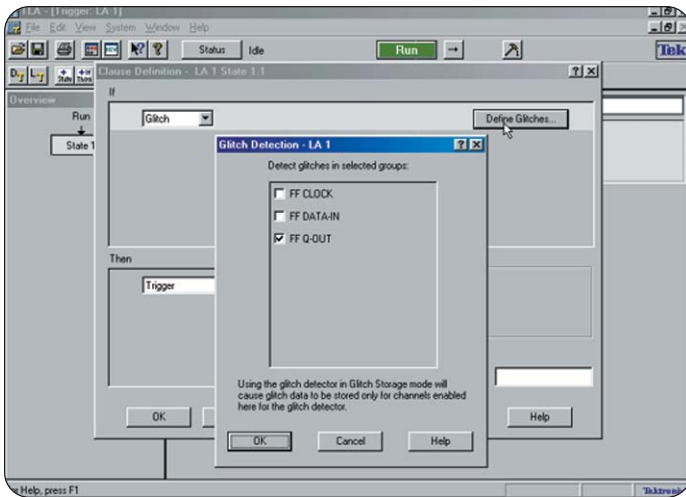 TLA - [Trigger: LA 1]
File Edit View System Window Help
Status Idle Run Tek
Clause Definition - LA 1 State 1.1
Overview
Run
State 1
If
Glitch
Define Glitches...
Glitch Detection - LA 1
Detect glitches in selected groups:
FF CLOCK
FF DATA-IN
FF Q-OUT
Then
Trigger
Using the glitch detector in Glitch Storage mode will
cause glitch data to be stored only for channels enabled
here for the glitch detector.
OK
Help
OK Cancel Help
Help, press F1